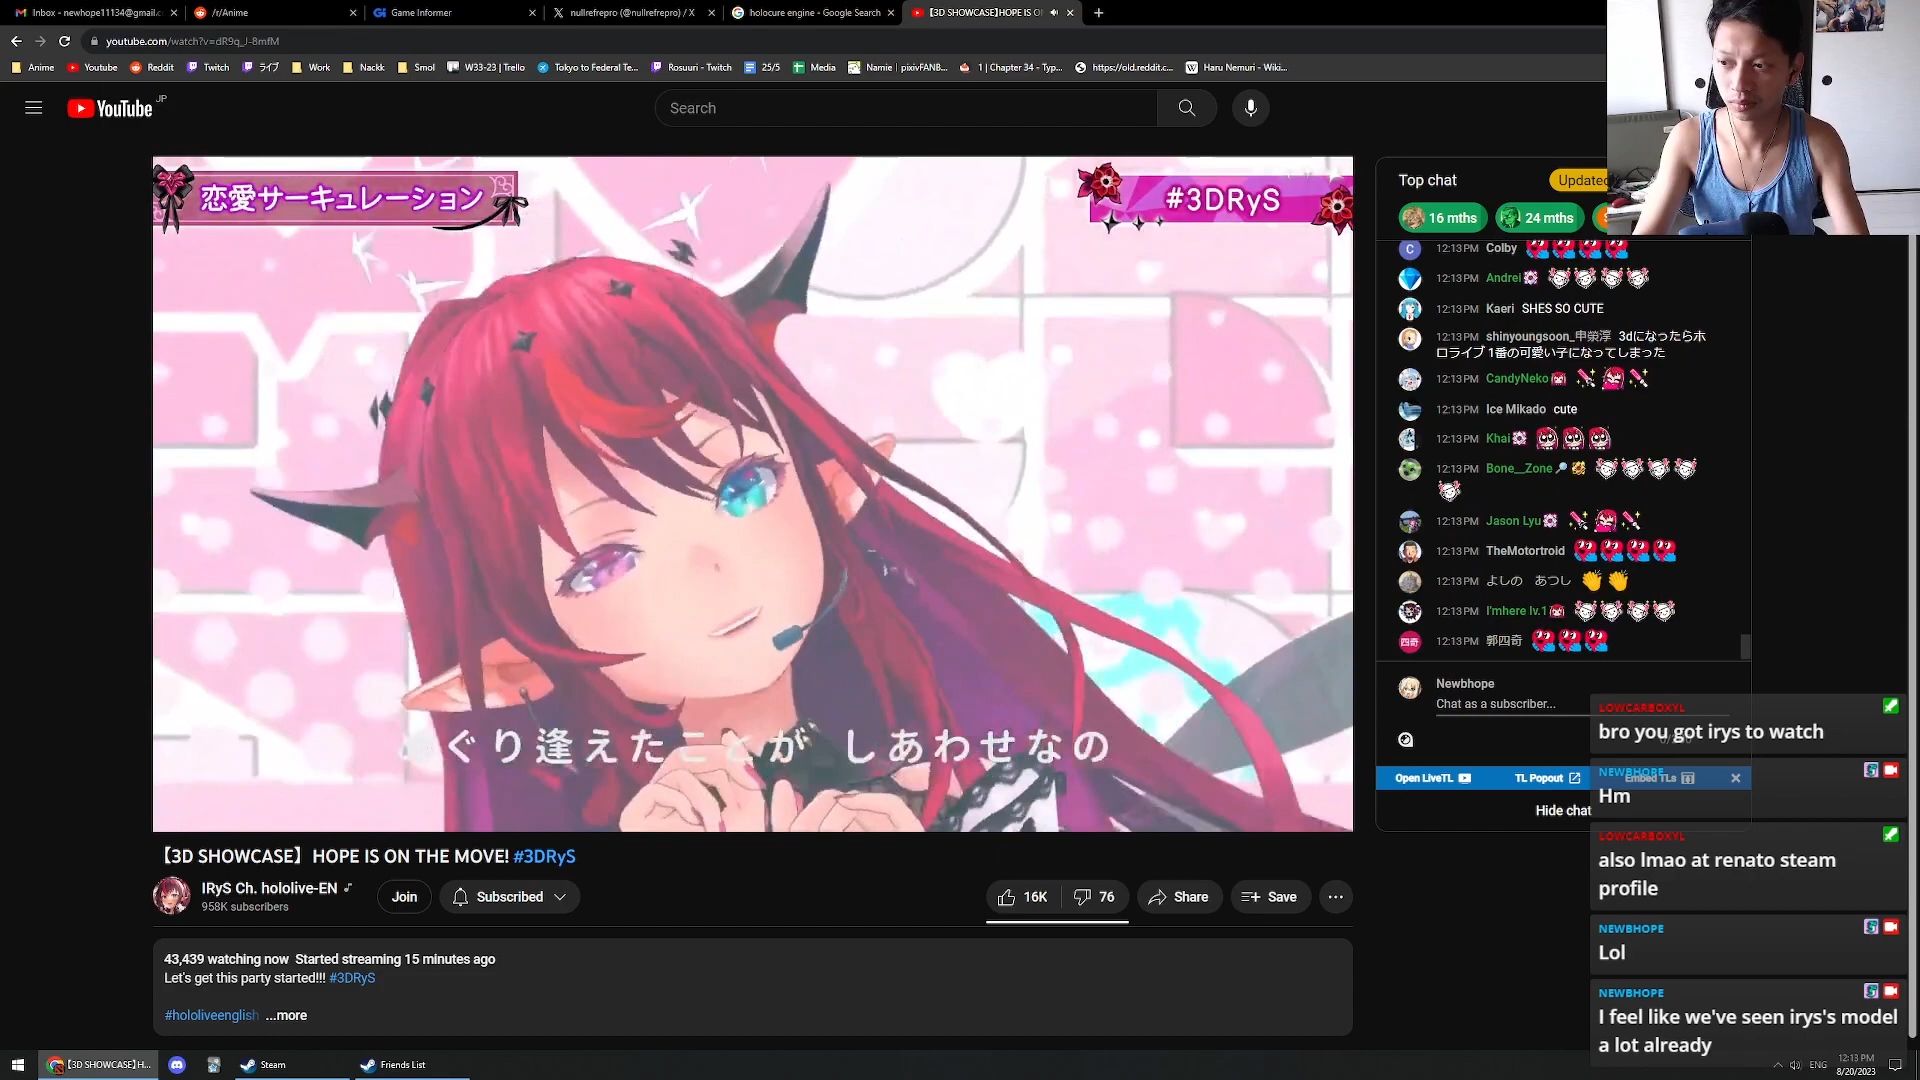 Inbox - newhope11134@gmail.c
/r/Anime
Game Informer
nullrefrepro (@nullrefrepro) / X
holocure engine - Google Search
【3D SHOWCASE】HOPE IS O
youtube.com/watch?v=dR9q_J-8mfM
Anime
Youtube
Reddit
Twitch
ライブ
Work
Nackk
Smol
W33-23 | Trello
Tokyo to Federal Te...
Rosuuri - Twitch
25/5
Media
Namie | pixivFANB...
1 | Chapter 34 - Typ...
https://old.reddit.c...
Haru Nemuri - Wiki...
YouTube JP
Search
恋愛サーキュレーション
#3DRyS
ぐり逢えたことが しあわせなの
Top chat
Updated
16 mths
24 mths
12:13 PM Colby
12:13 PM Andrei
12:13 PM Kaeri SHES SO CUTE
12:13 PM shinyoungsoon_申榮淳 3dになったらホ
ロライブ 1番の可愛い子になってしまった
12:13 PM CandyNeko
12:13 PM Ice Mikado cute
12:13 PM Khai
12:13 PM Bone__Zone
12:13 PM Jason Lyu
12:13 PM TheMotortroid
12:13 PM よしの あつし
12:13 PM I'mhere lv.1
四奇 12:13 PM 郭四奇
Newbhope
Chat as a subscriber...
Open LiveTL
TL Popout
Embed TLs
Hide chat
【3D SHOWCASE】HOPE IS ON THE MOVE! #3DRyS
IRyS Ch. hololive-EN
958K subscribers
Join
Subscribed
16K
76
Share
Save
43,439 watching now Started streaming 15 minutes ago
Let's get this party started!!! #3DRyS
#hololiveenglish ...more
LOWCARBOXYL
bro you got irys to watch
NEWBHOPE
Hm
LOWCARBOXYL
also lmao at renato steam
profile
NEWBHOPE
Lol
NEWBHOPE
I feel like we've seen irys's model
a lot already
【3D SHOWCASE】H...
Steam
Friends List
ENG
12:13 PM
8/20/2023